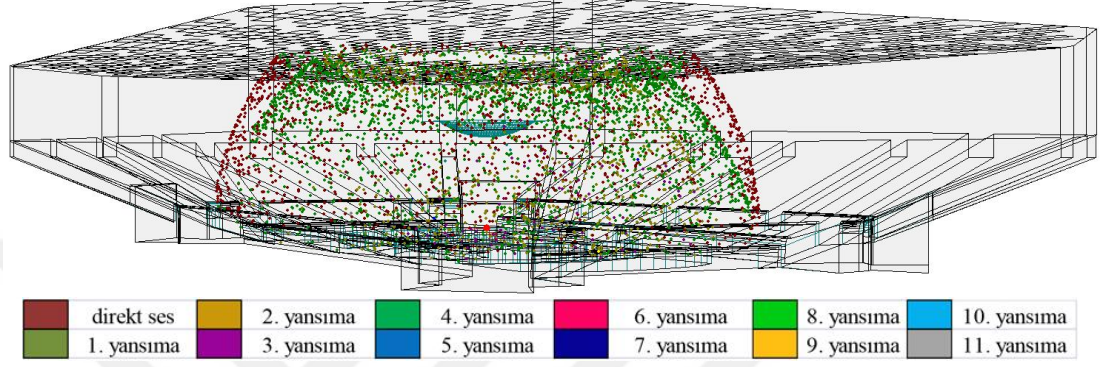 direkt ses 2. yansıma 4. yansıma 6. yansıma 8. yansıma 10. yansıma
1. yansıma 3. yansıma 5. yansıma 7. yansıma 9. yansıma 11. yansıma